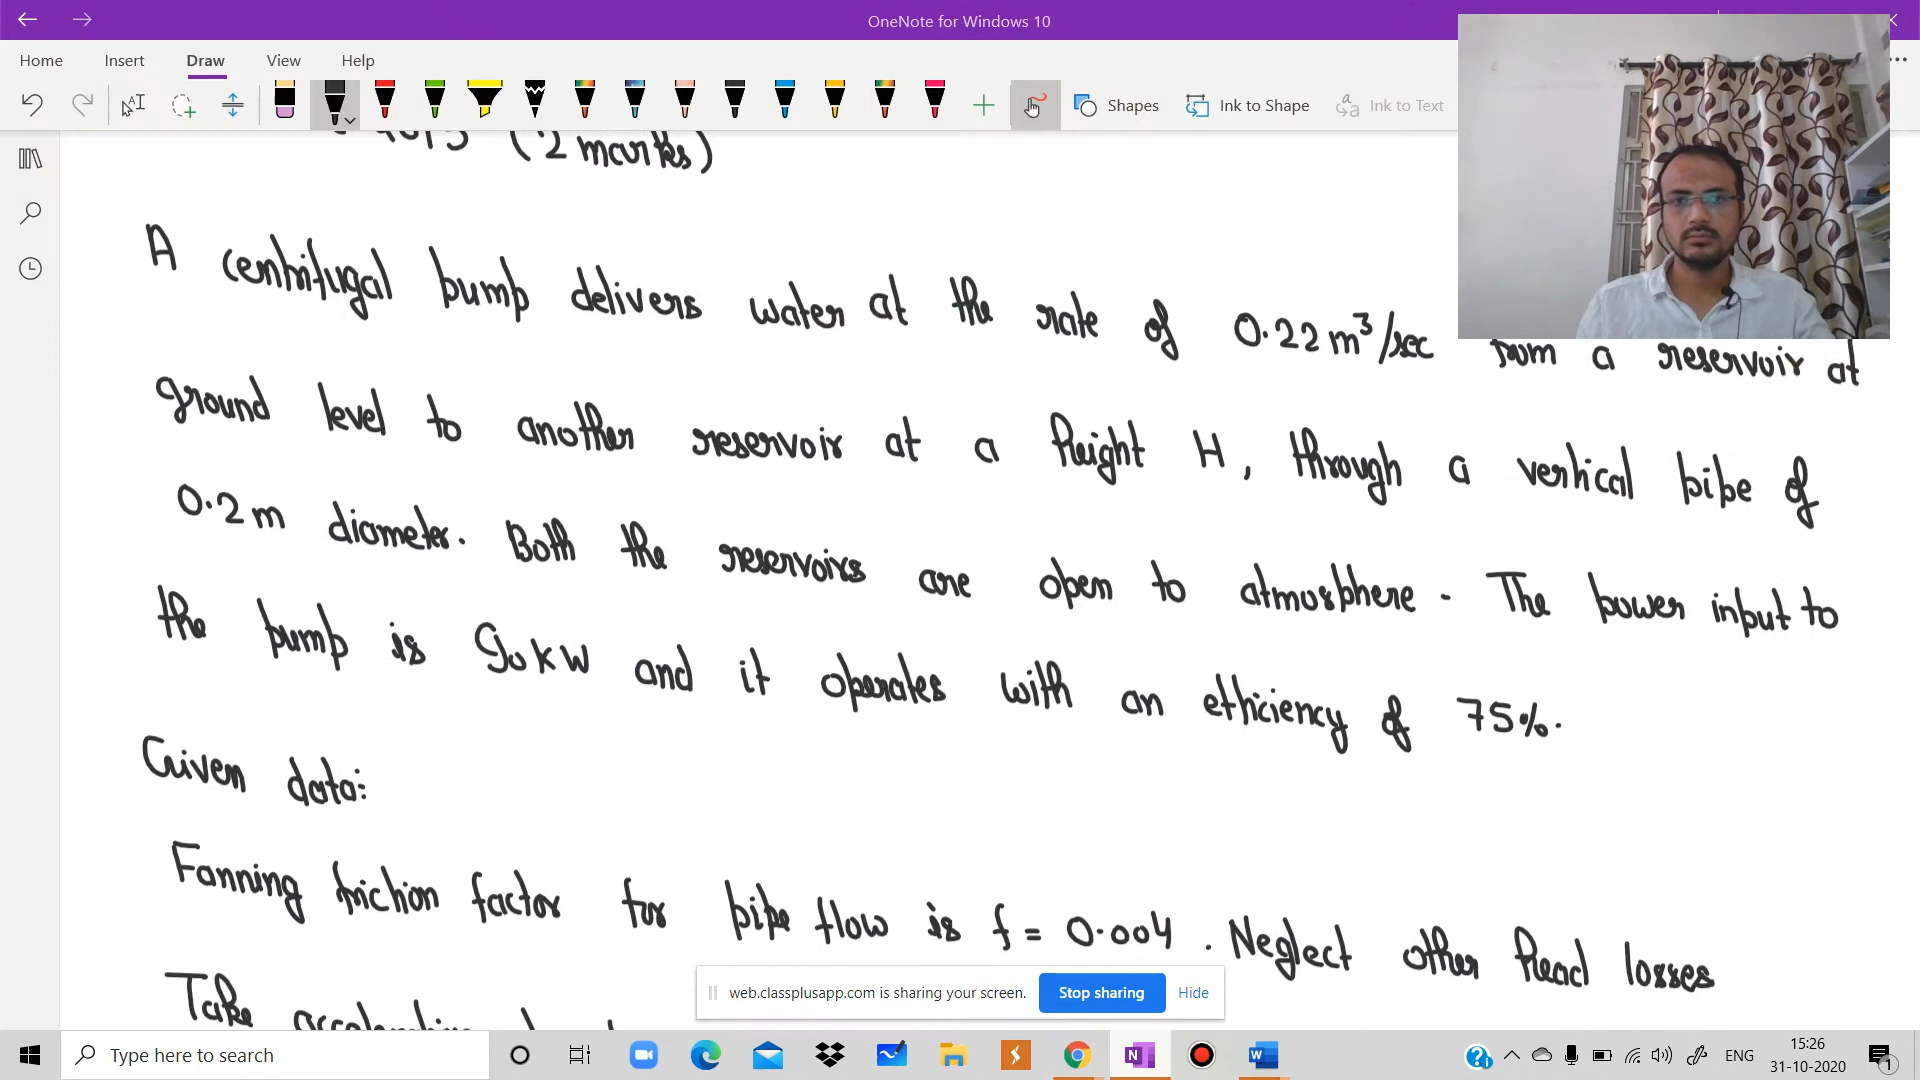 OneNote for Windows 10
Home Insert Draw View Help
Shapes Ink to Shape Ink to Text
(2 marks)
A centrifugal pump delivers water at the rate of 0.22 m³/sec from a reservoir at
ground level to another reservoir at a height H, through a vertical pipe of
0.2 m diameter. Both the reservoirs are open to atmosphere. The power input to
the pump is 90 kW and it operates with an efficiency of 75%.
Given data:
Fanning friction factor for pipe flow is f = 0.004. Neglect other head losses
Take
web.classplusapp.com is sharing your screen. Stop sharing Hide
Type here to search
ENG
15:26
31-10-2020
1